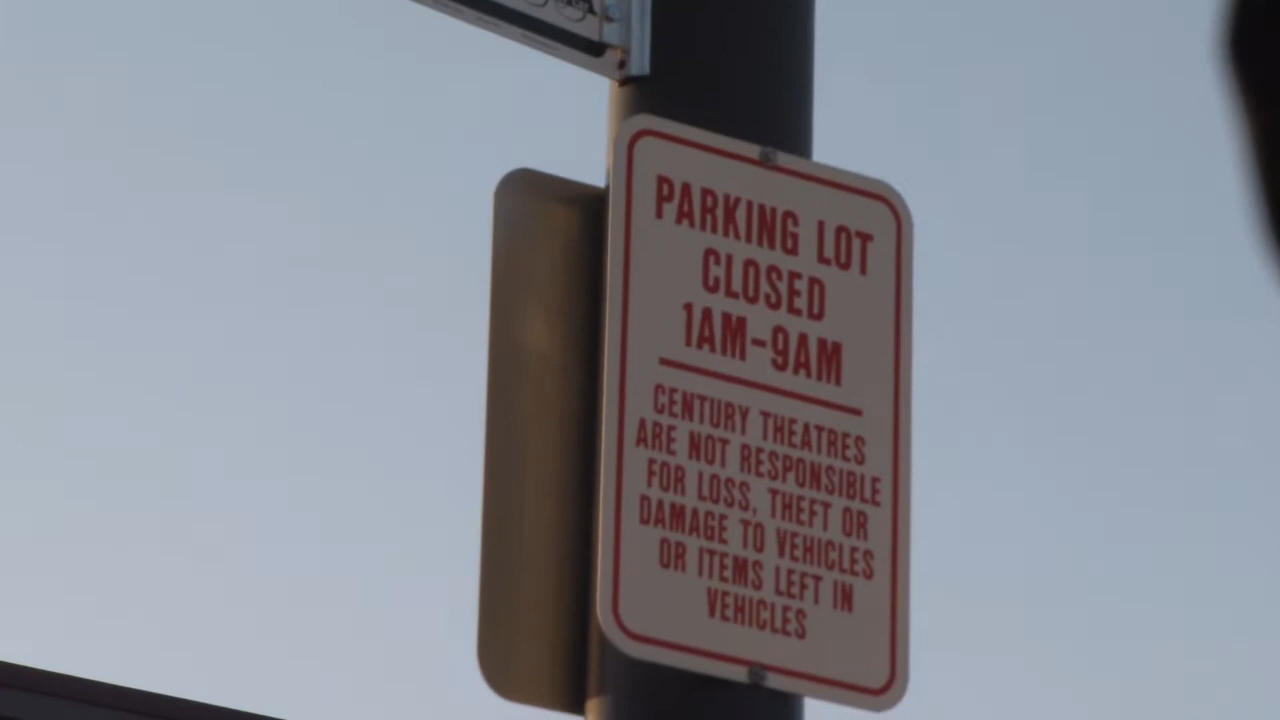 PARKING LOT
CLOSED
1AM-9AM
CENTURY THEATRES
ARE NOT RESPONSIBLE
FOR LOSS, THEFT OR
DAMAGE TO VEHICLES
OR ITEMS LEFT IN
VEHICLES